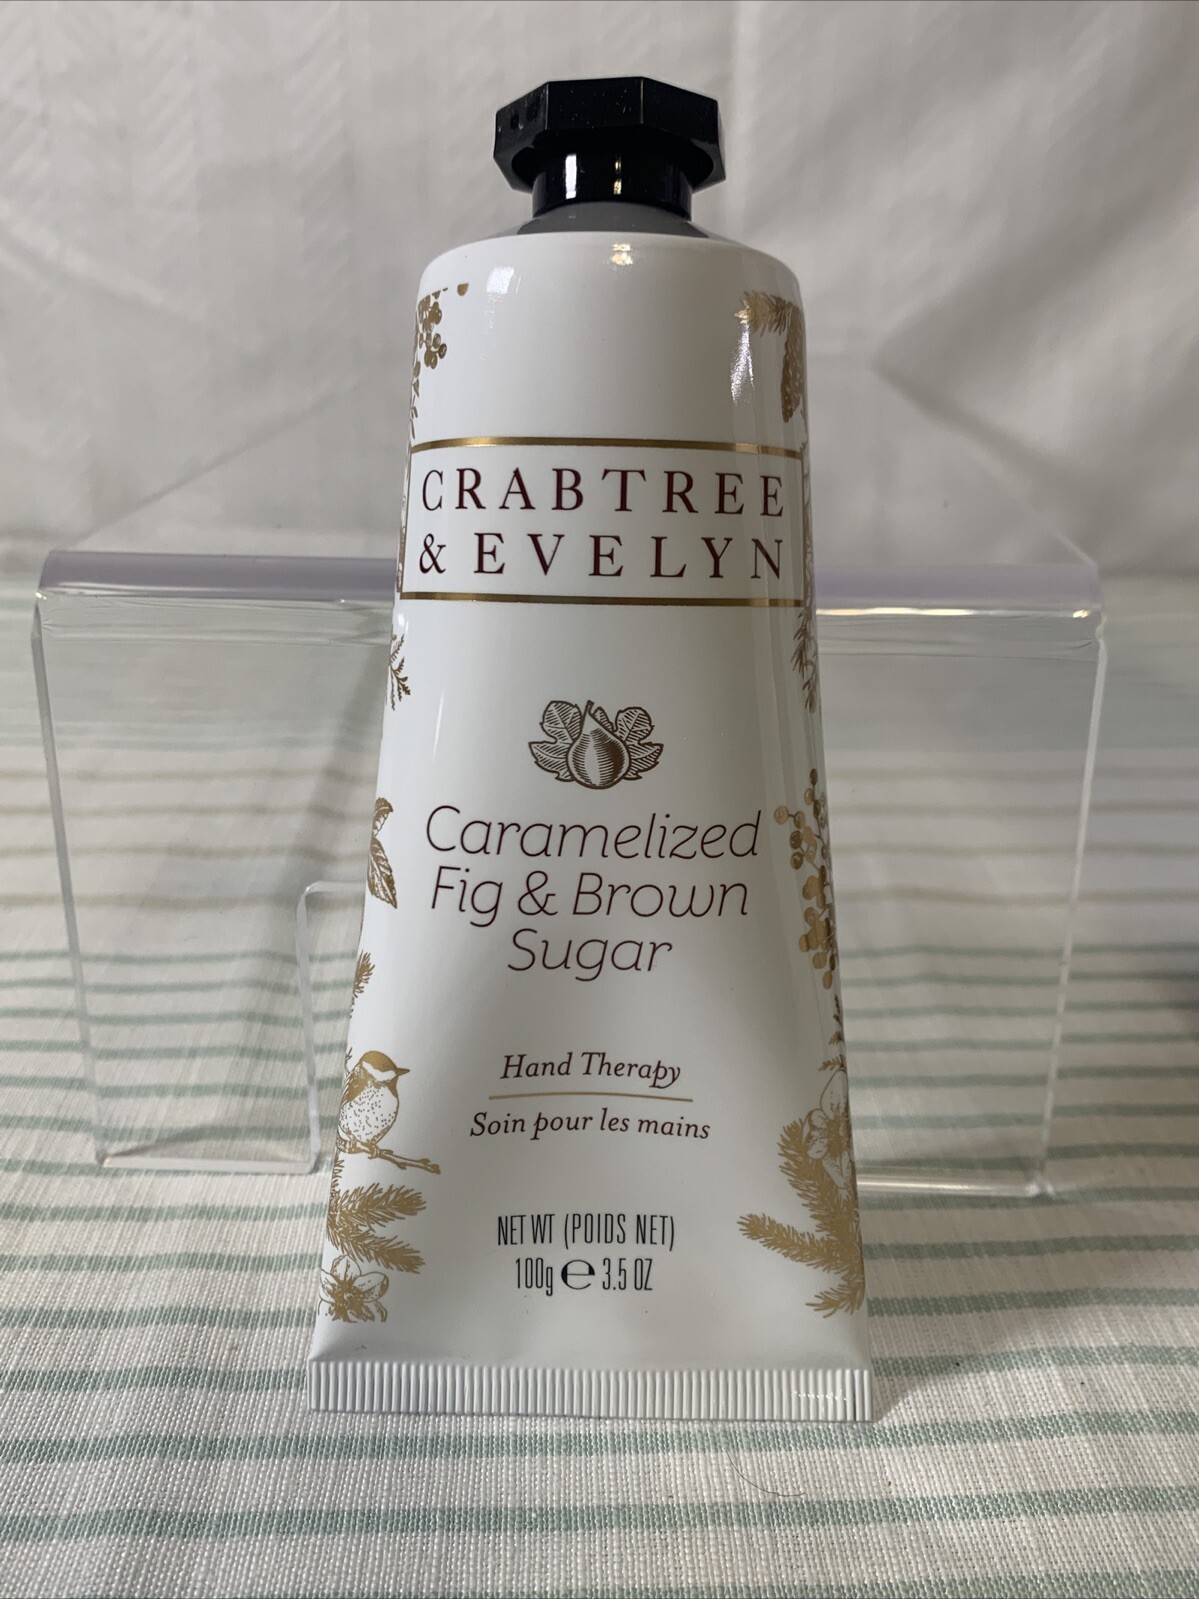 CRABTREE
& EVELYN
Caramelized
Fig & Brown
Sugar
Hand Therapy
Soin pour les mains
NET WT (POIDS NET)
100g ℮ 3.5 OZ